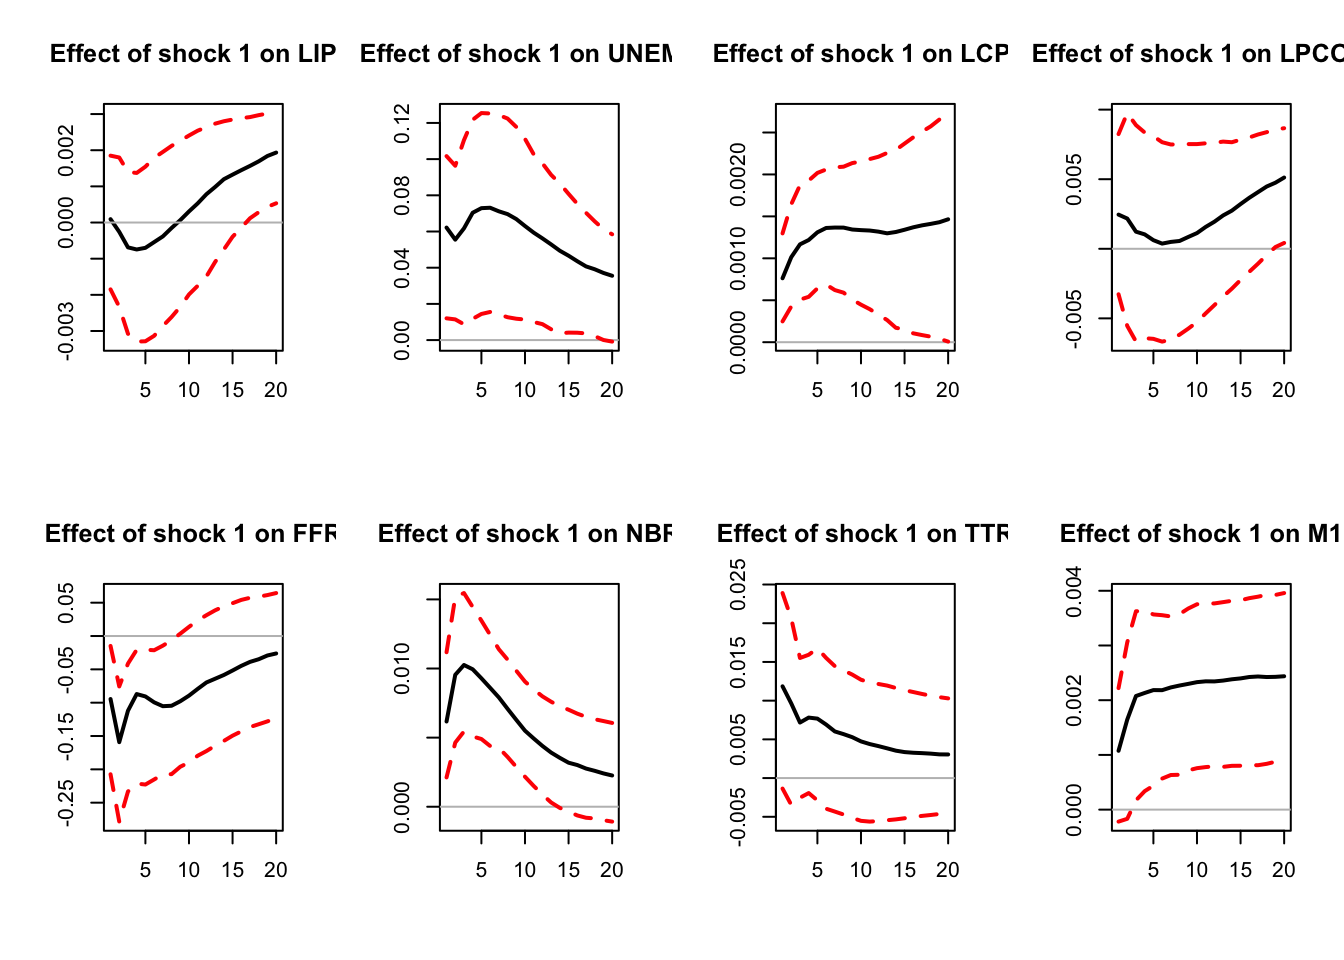 Effect of shock 1 on LIP
0.002
0.000
-0.003
5 10 15 20
Effect of shock 1 on UNEM
0.12
0.08
0.04
0.00
5 10 15 20
Effect of shock 1 on LCP
0.0020
0.0010
0.0000
5 10 15 20
Effect of shock 1 on LPCO
0.005
-0.005
5 10 15 20
Effect of shock 1 on FFR
0.05
-0.05
-0.15
-0.25
5 10 15 20
Effect of shock 1 on NBR
0.010
0.000
5 10 15 20
Effect of shock 1 on TTR
0.025
0.015
0.005
-0.005
5 10 15 20
Effect of shock 1 on M1
0.004
0.002
0.000
5 10 15 20